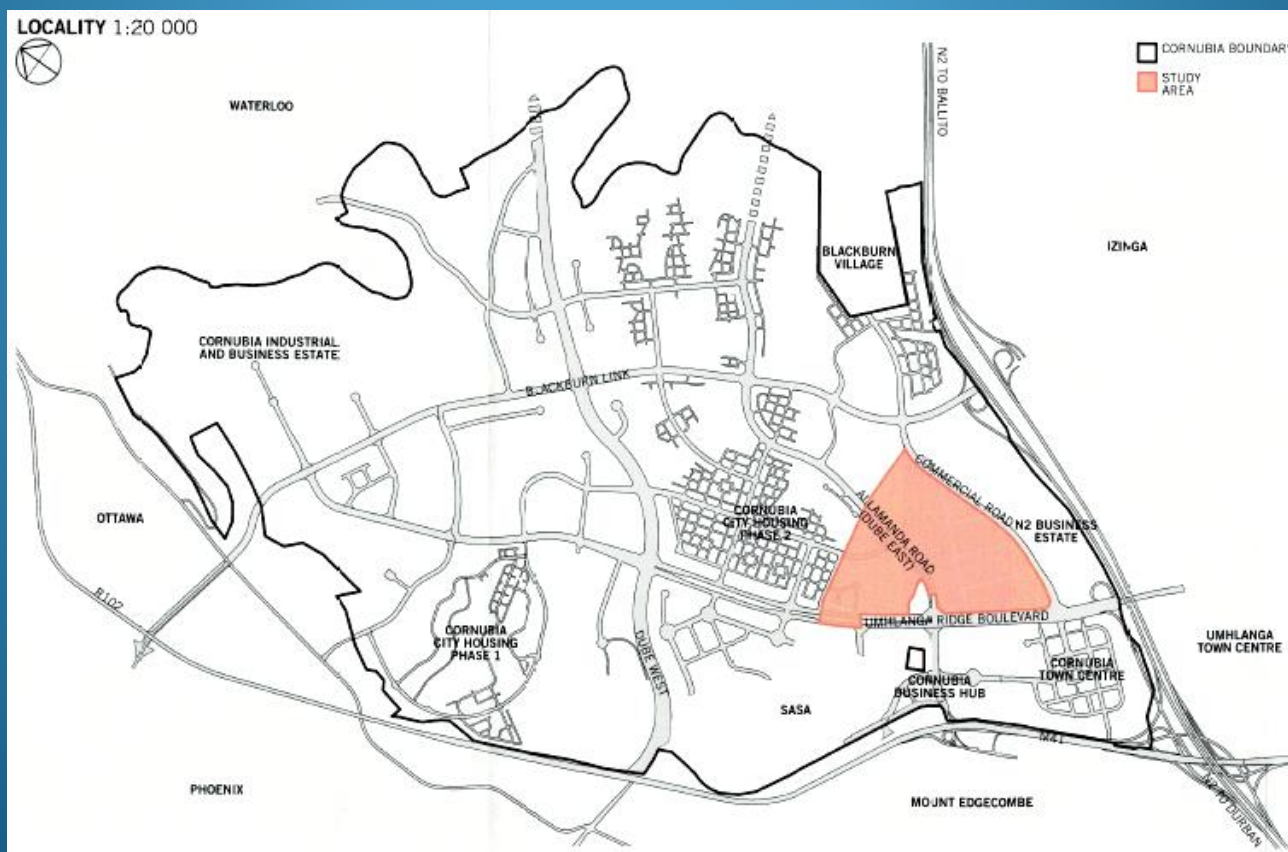 LOCALITY 1:20 000
CORNUBIA BOUNDARY
STUDY
AREA
N2 TO BALLITO
WATERLOO
IZINGA
BLACKBURN
VILLAGE
CORNUBIA INDUSTRIAL
AND BUSINESS ESTATE
BLACKBURN LINK
COMMERCIAL ROAD
ALLAMANDA ROAD
(DUBE EAST)
N2 BUSINESS
ESTATE
CORNUBIA
CITY HOUSING
PHASE 2
OTTAWA
R102
UMHLANGA RIDGE BOULEVARD
CORNUBIA
CITY HOUSING
PHASE 1
DUBE WEST
UMHLANGA
TOWN CENTRE
CORNUBIA
TOWN CENTRE
CORNUBIA
BUSINESS HUB
SASA
M41
PHOENIX
MOUNT EDGECOMBE
N2 TO DURBAN